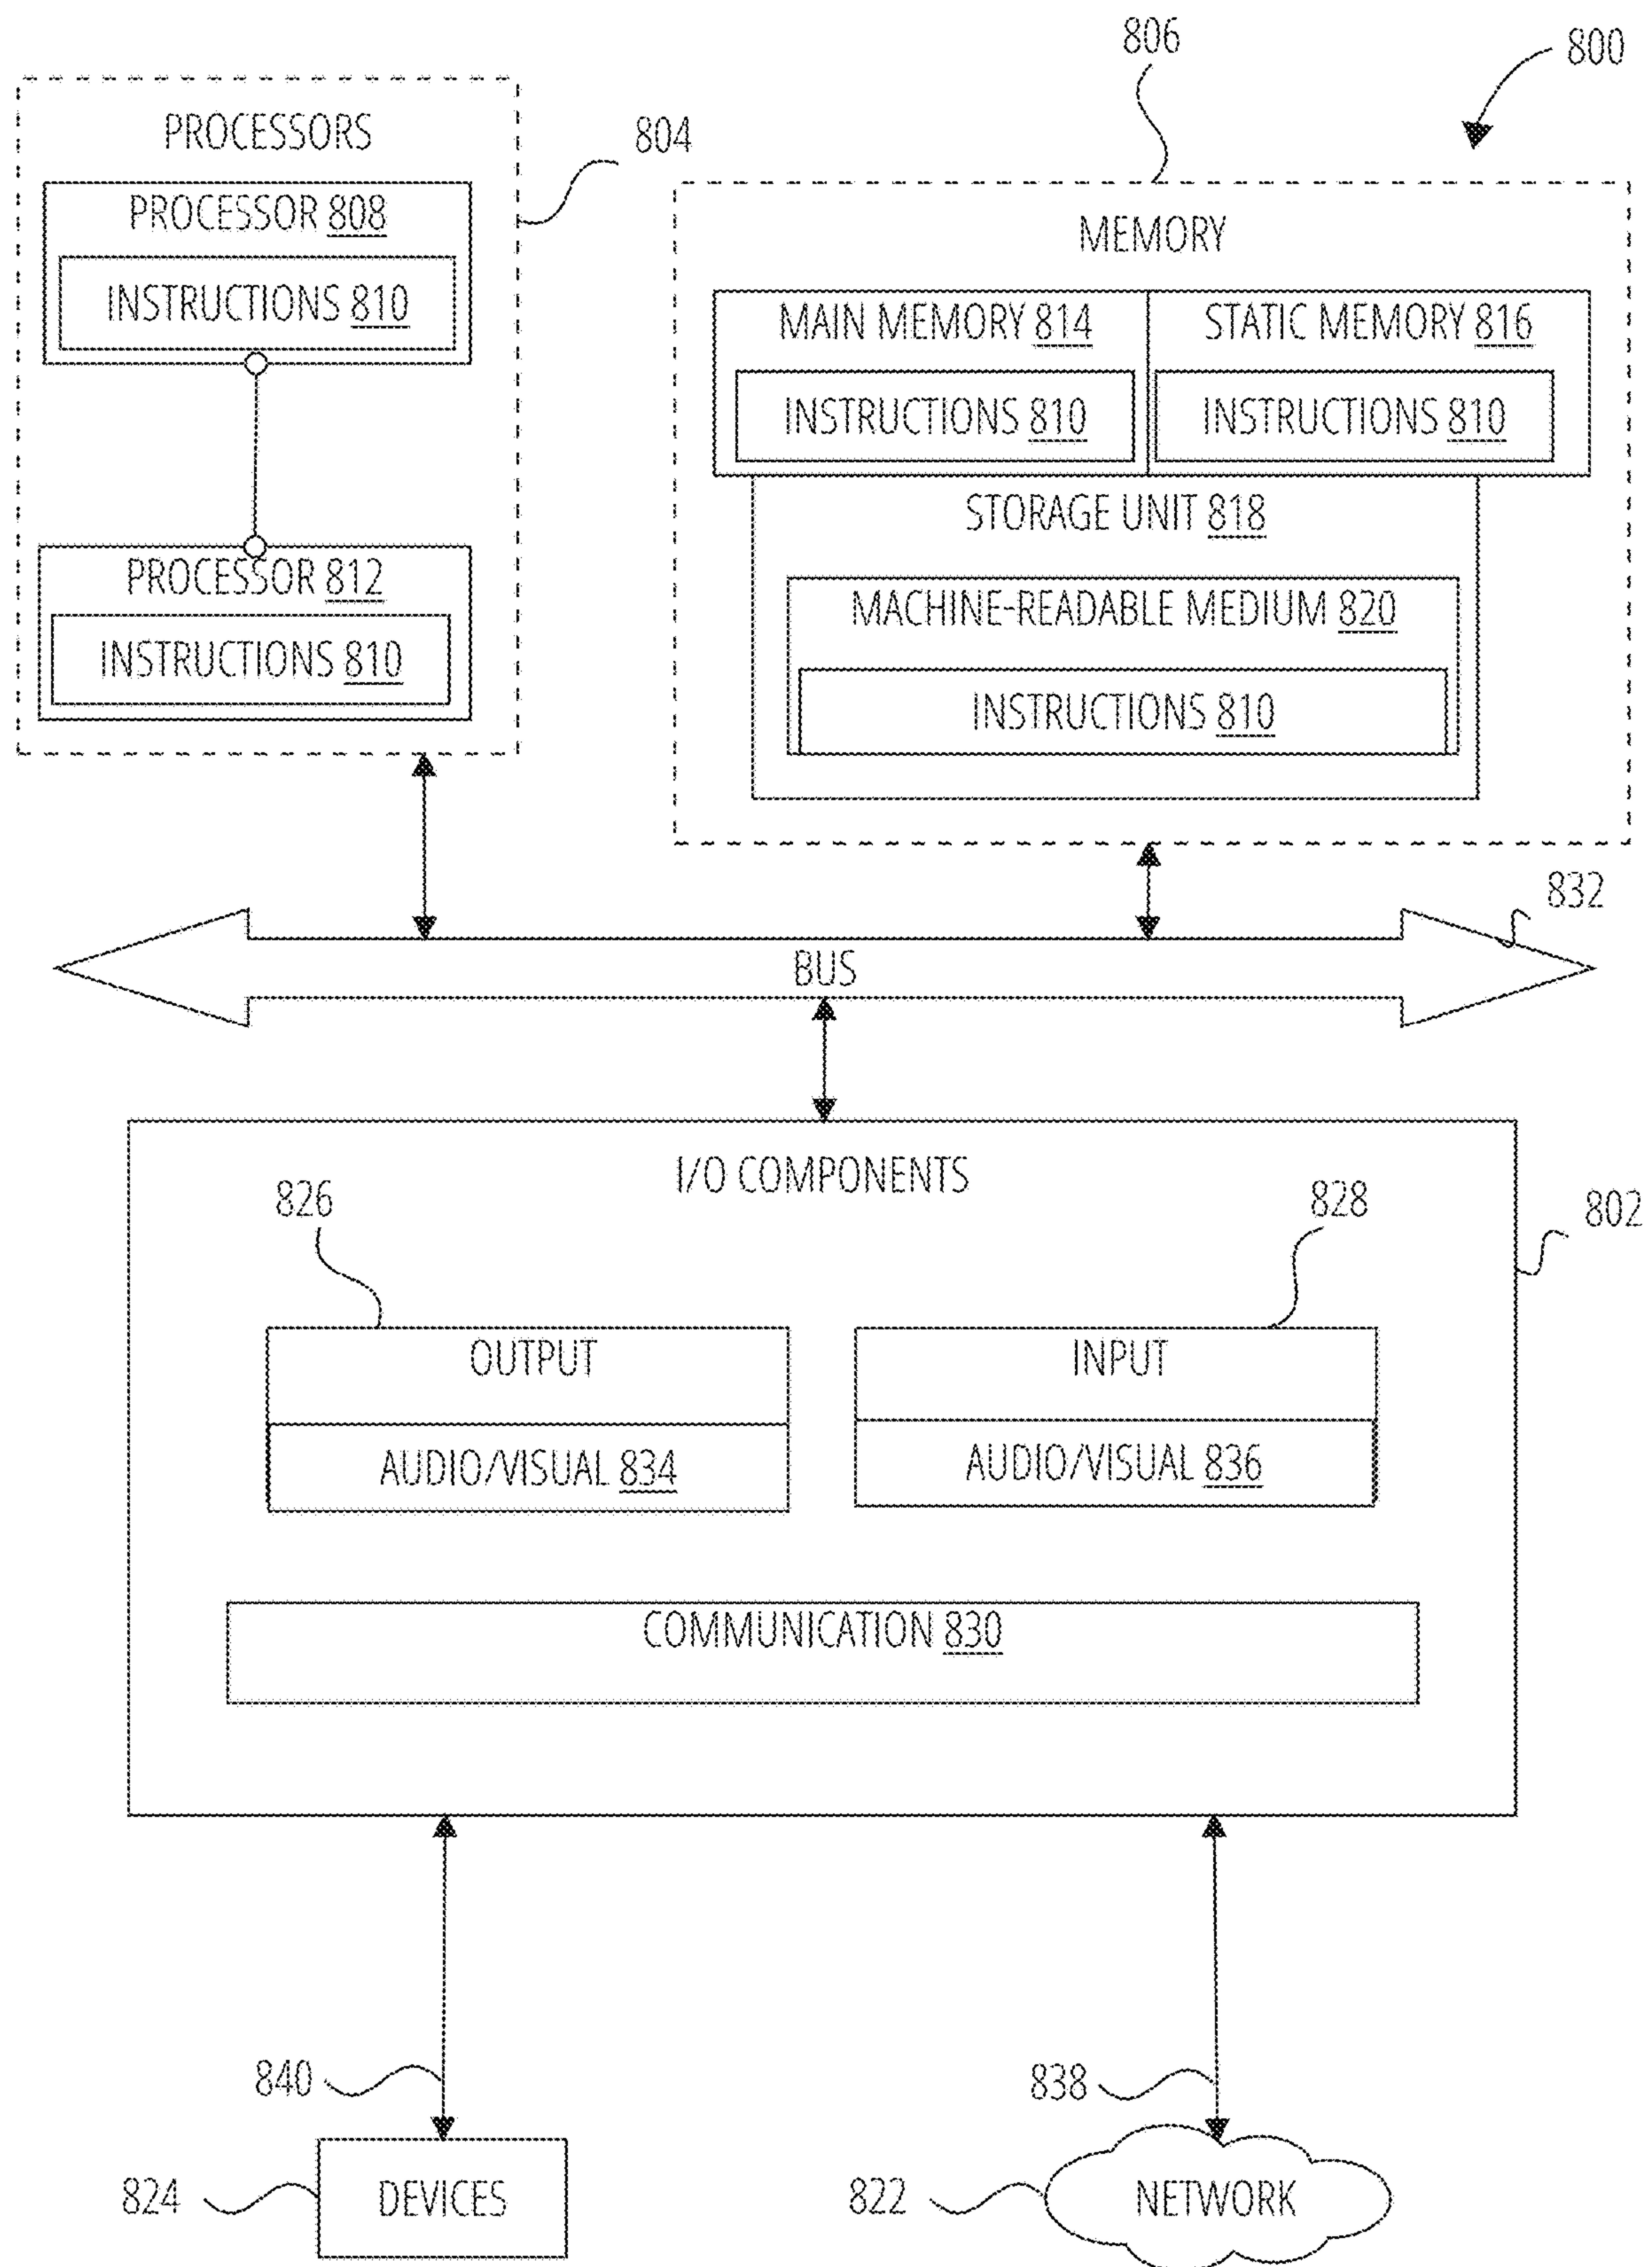 806
800
PROCESSORS
804
PROCESSOR 808
INSTRUCTIONS 810
PROCESSOR 812
INSTRUCTIONS 810
MEMORY
MAIN MEMORY 814
INSTRUCTIONS 810
STATIC MEMORY 816
INSTRUCTIONS 810
STORAGE UNIT 818
MACHINE-READABLE MEDIUM 820
INSTRUCTIONS 810
832
BUS
I/O COMPONENTS
802
826
828
OUTPUT
AUDIO/VISUAL 834
INPUT
AUDIO/VISUAL 836
COMMUNICATION 830
840
838
824
DEVICES
822
NETWORK